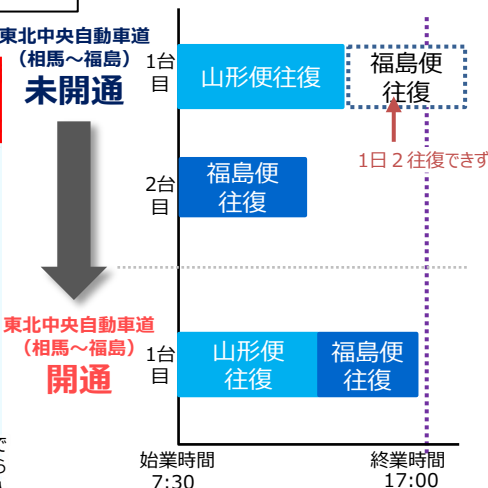 東北中央自動車道
（相馬～福島）
未開通
1台
目
山形便往復
福島便
往復
1日２往復できず
2台
目
福島便
往復
東北中央自動車道
（相馬～福島）
開通
1台
目
山形便
往復
福島便
往復
始業時間
7:30
終業時間
17:00